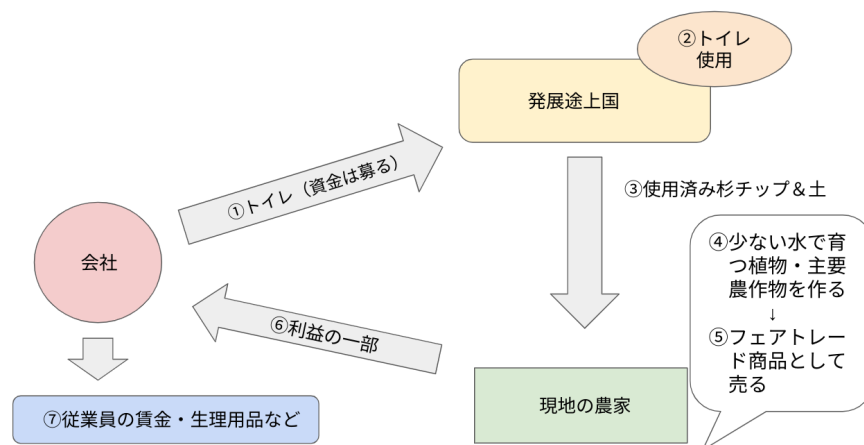 ②トイレ
使用
発展途上国
①トイレ（資金は募る）
③使用済み杉チップ＆土
会社
④少ない水で育
つ植物・主要
農作物を作る
↓
⑤フェアトレー
ド商品として
売る
⑥利益の一部
現地の農家
⑦従業員の賃金・生理用品など